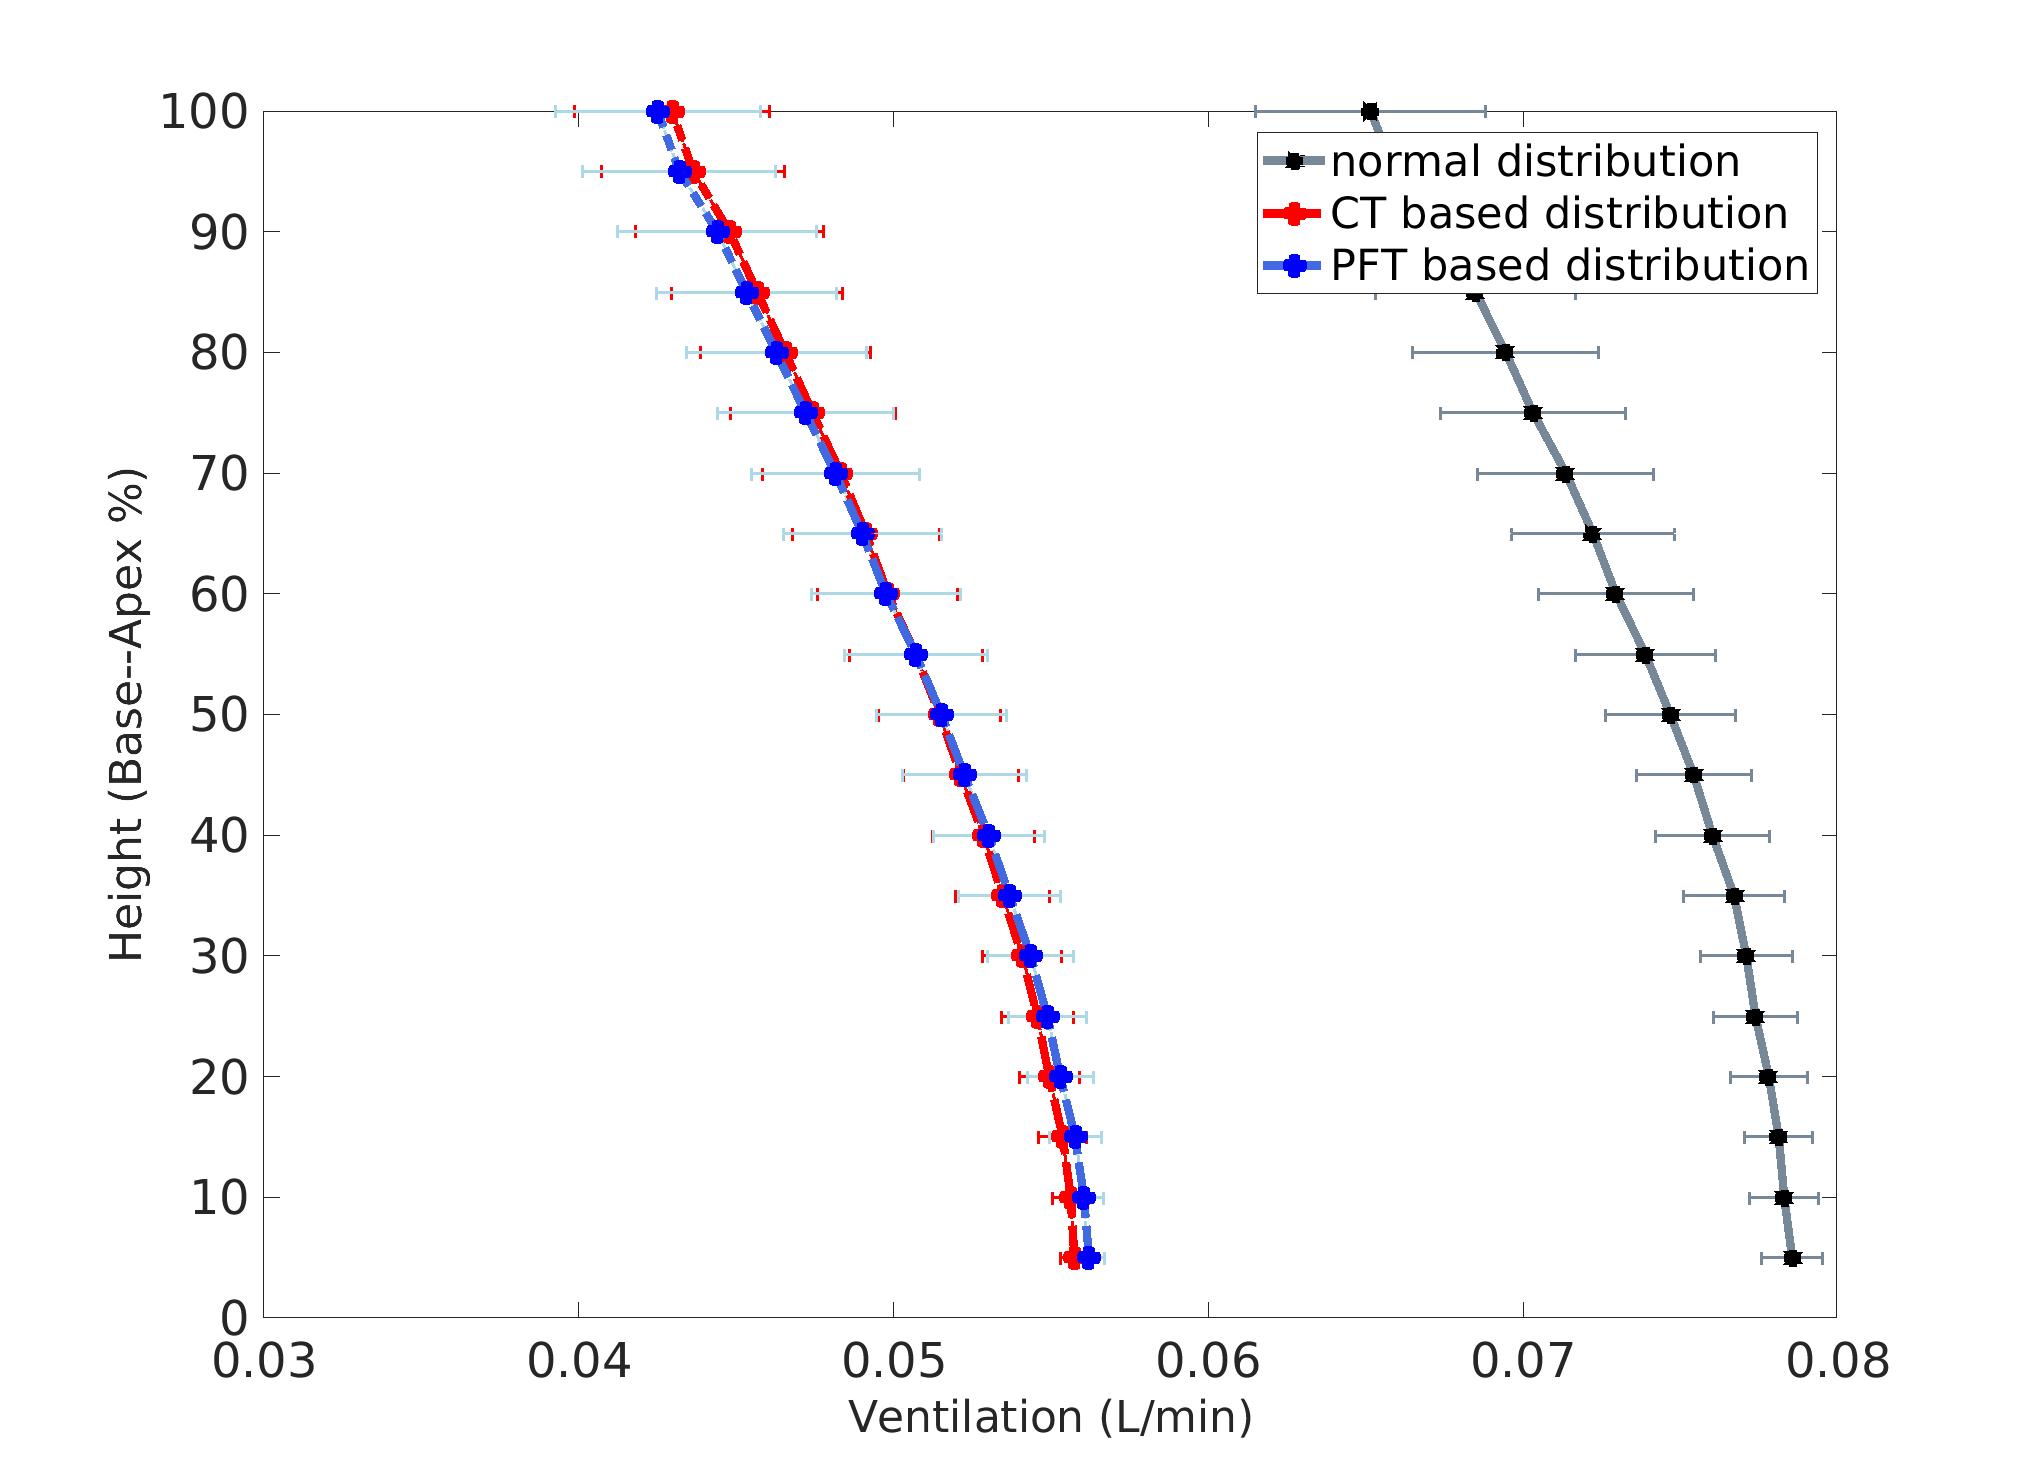 100
90
80
70
60
50
40
30
20
10
0
Height (Base--Apex %)
normal distribution
CT based distribution
PFT based distribution
0.03 0.04 0.05 0.06 0.07 0.08
Ventilation (L/min)